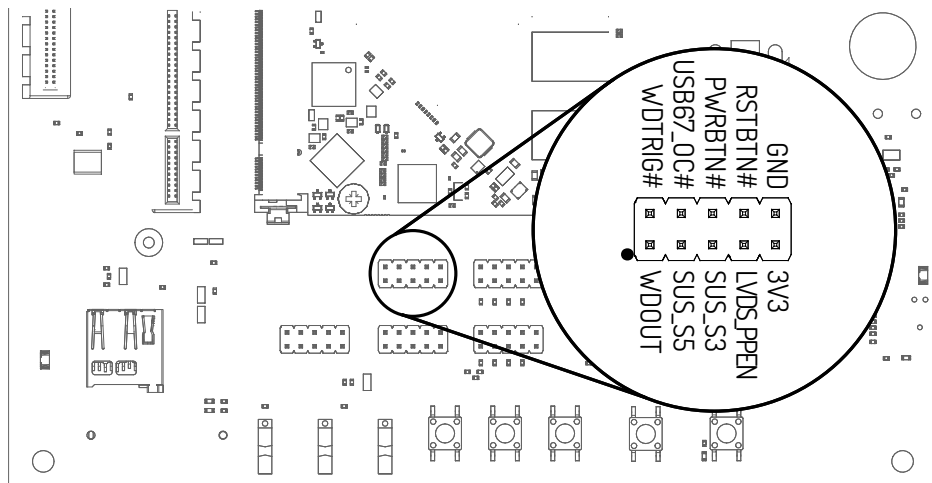 WDTRIG#
USB67_OC#
PWRBTN#
RSTBTN#
GND
WDOUT
SUS_S5
SUS_S3
LVDS_PPEN
3V3